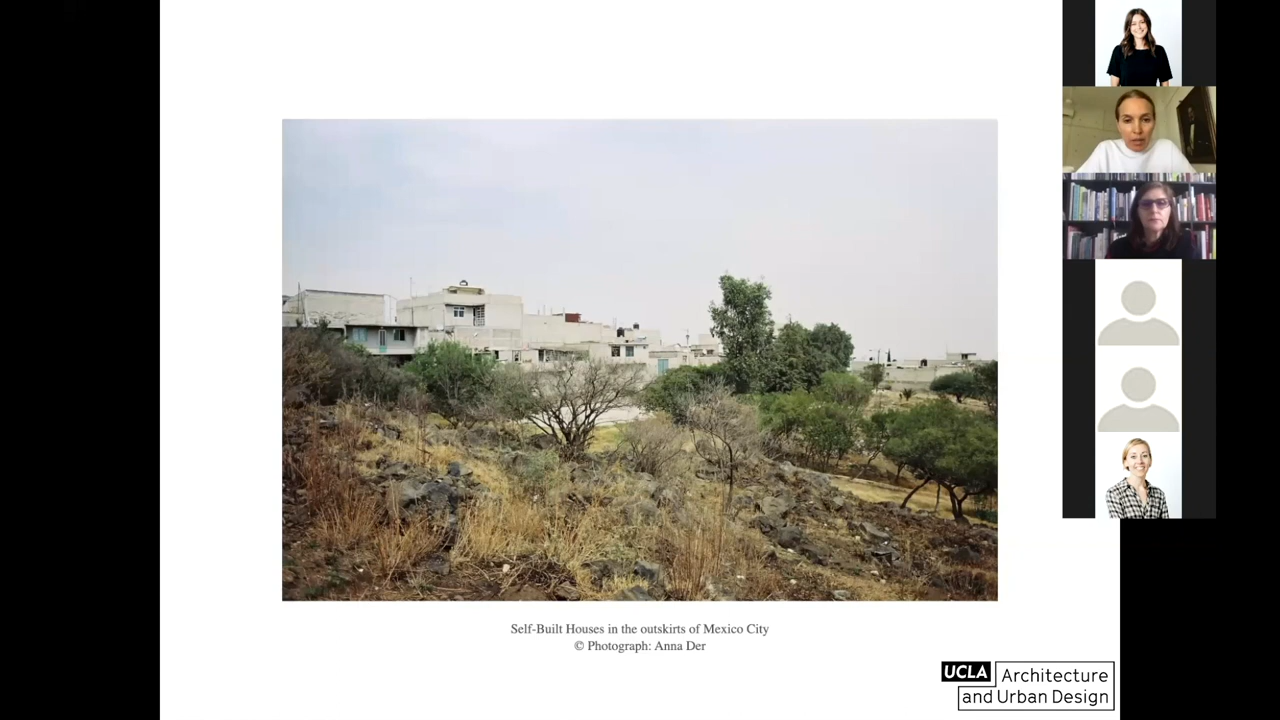 Self-Built Houses in the outskirts of Mexico City
© Photograph: Anna Der
UCLA Architecture
and Urban Design